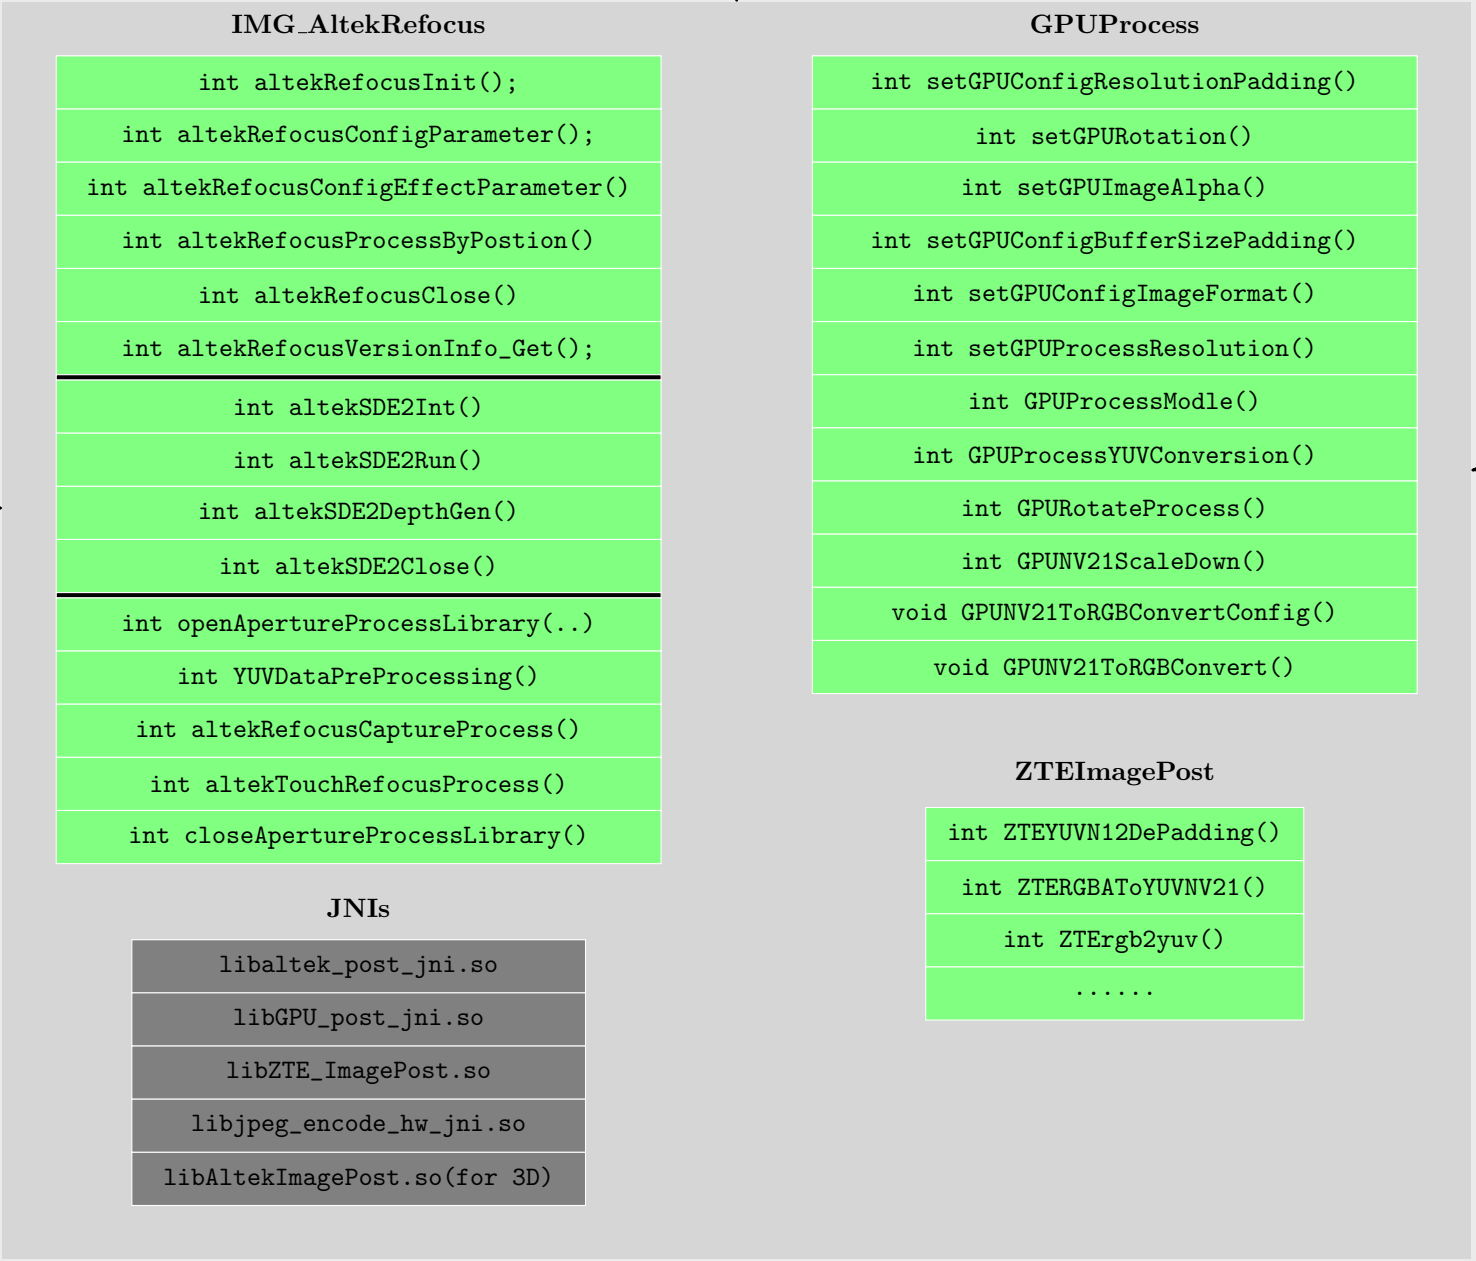 IMG_AltekRefocus
int altekRefocusInit();
int altekRefocusConfigParameter();
int altekRefocusConfigEffectParameter()
int altekRefocusProcessByPostion()
int altekRefocusClose()
int altekRefocusVersionInfo_Get();
int altekSDE2Int()
int altekSDE2Run()
int altekSDE2DepthGen()
int altekSDE2Close()
int openApertureProcessLibrary(..)
int YUVDataPreProcessing()
int altekRefocusCaptureProcess()
int altekTouchRefocusProcess()
int closeApertureProcessLibrary()
JNIs
libaltek_post_jni.so
libGPU_post_jni.so
libZTE_ImagePost.so
libjpeg_encode_hw_jni.so
libAltekImagePost.so(for 3D)
GPUProcess
int setGPUConfigResolutionPadding()
int setGPURotation()
int setGPUImageAlpha()
int setGPUConfigBufferSizePadding()
int setGPUConfigImageFormat()
int setGPUProcessResolution()
int GPUProcessModle()
int GPUProcessYUVConversion()
int GPURotateProcess()
int GPUNV21ScaleDown()
void GPUNV21ToRGBConvertConfig()
void GPUNV21ToRGBConvert()
ZTEImagePost
int ZTEYUVN12DePadding()
int ZTERGBAToYUVNV21()
int ZTErgb2yuv()
......